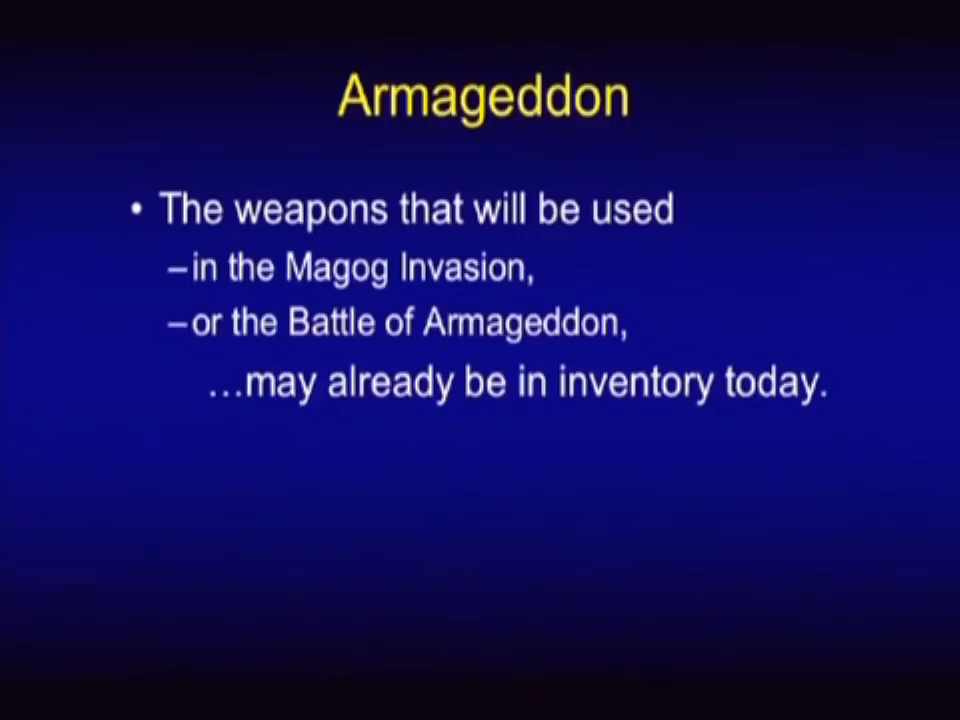 Armageddon
• The weapons that will be used
–in the Magog Invasion,
–or the Battle of Armageddon,
…may already be in inventory today.